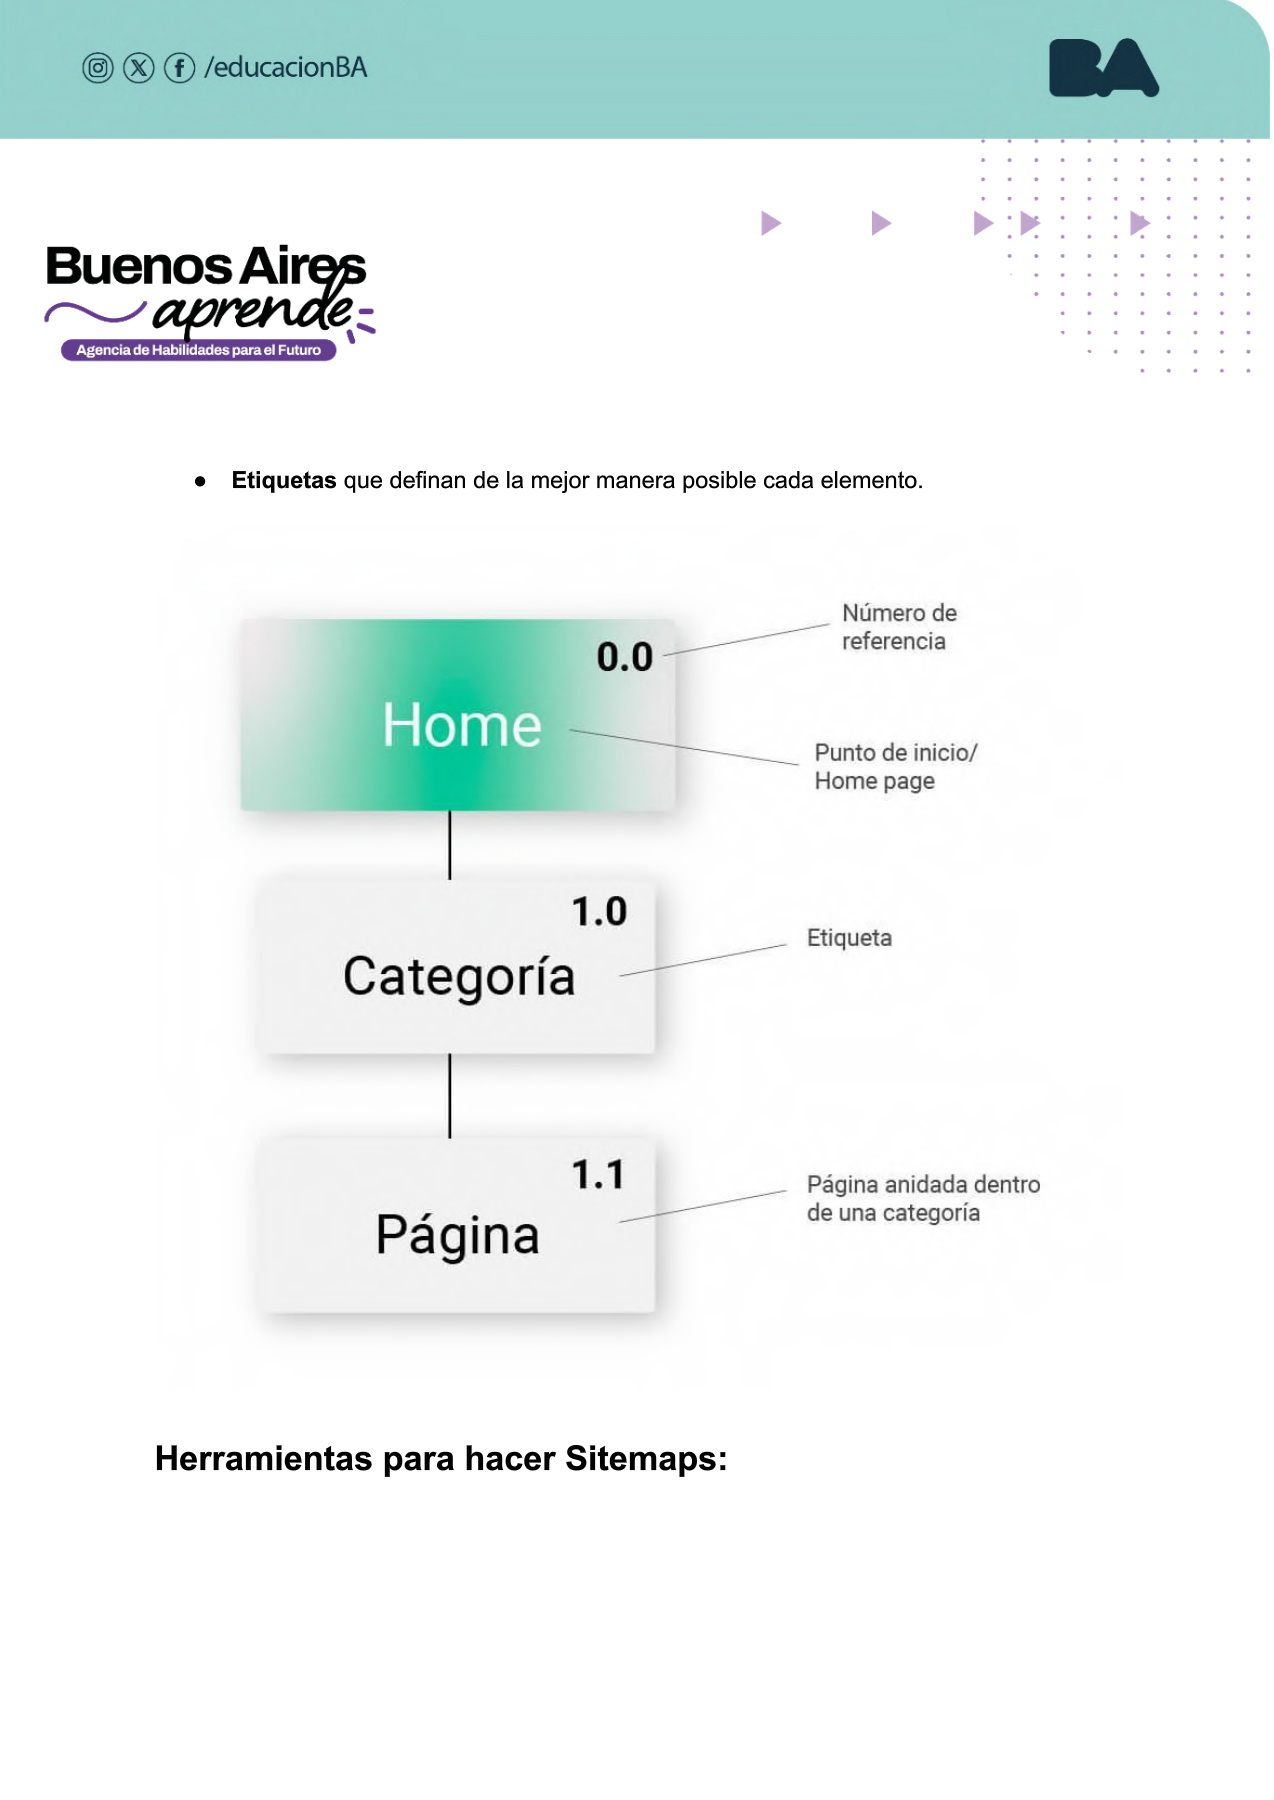 /educacionBA
BA
Buenos Aires
aprende
Agencia de Habilidades para el Futuro
● Etiquetas que definan de la mejor manera posible cada elemento.
0.0
Home
Número de
referencia
Punto de inicio/
Home page
1.0
Categoría
Etiqueta
1.1
Página
Página anidada dentro
de una categoría
Herramientas para hacer Sitemaps: